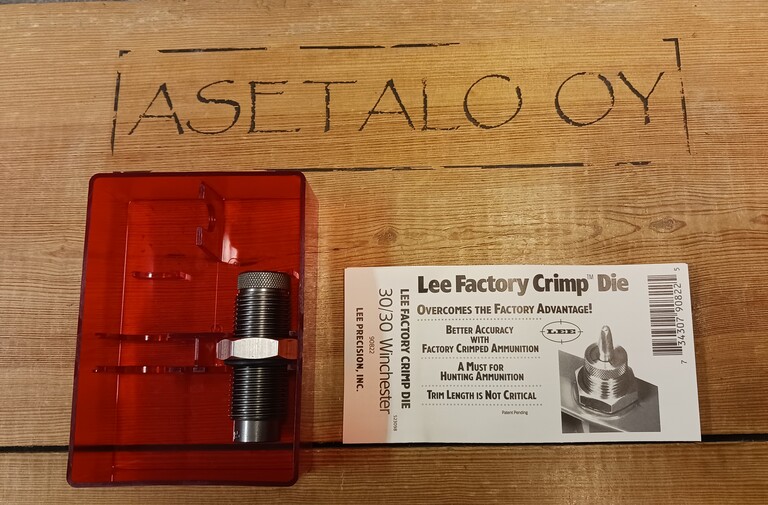 ASETALO OY
Lee Factory Crimp™ Die
OVERCOMES THE FACTORY ADVANTAGE!
BETTER ACCURACY
WITH
FACTORY CRIMPED AMMUNITION
LEE
A MUST FOR
HUNTING AMMUNITION
TRIM LENGTH IS NOT CRITICAL
Patent Pending
LEE FACTORY CRIMP DIE
30/30 Winchester
90822
LEE PRECISION, INC.
7 34307 90822 5